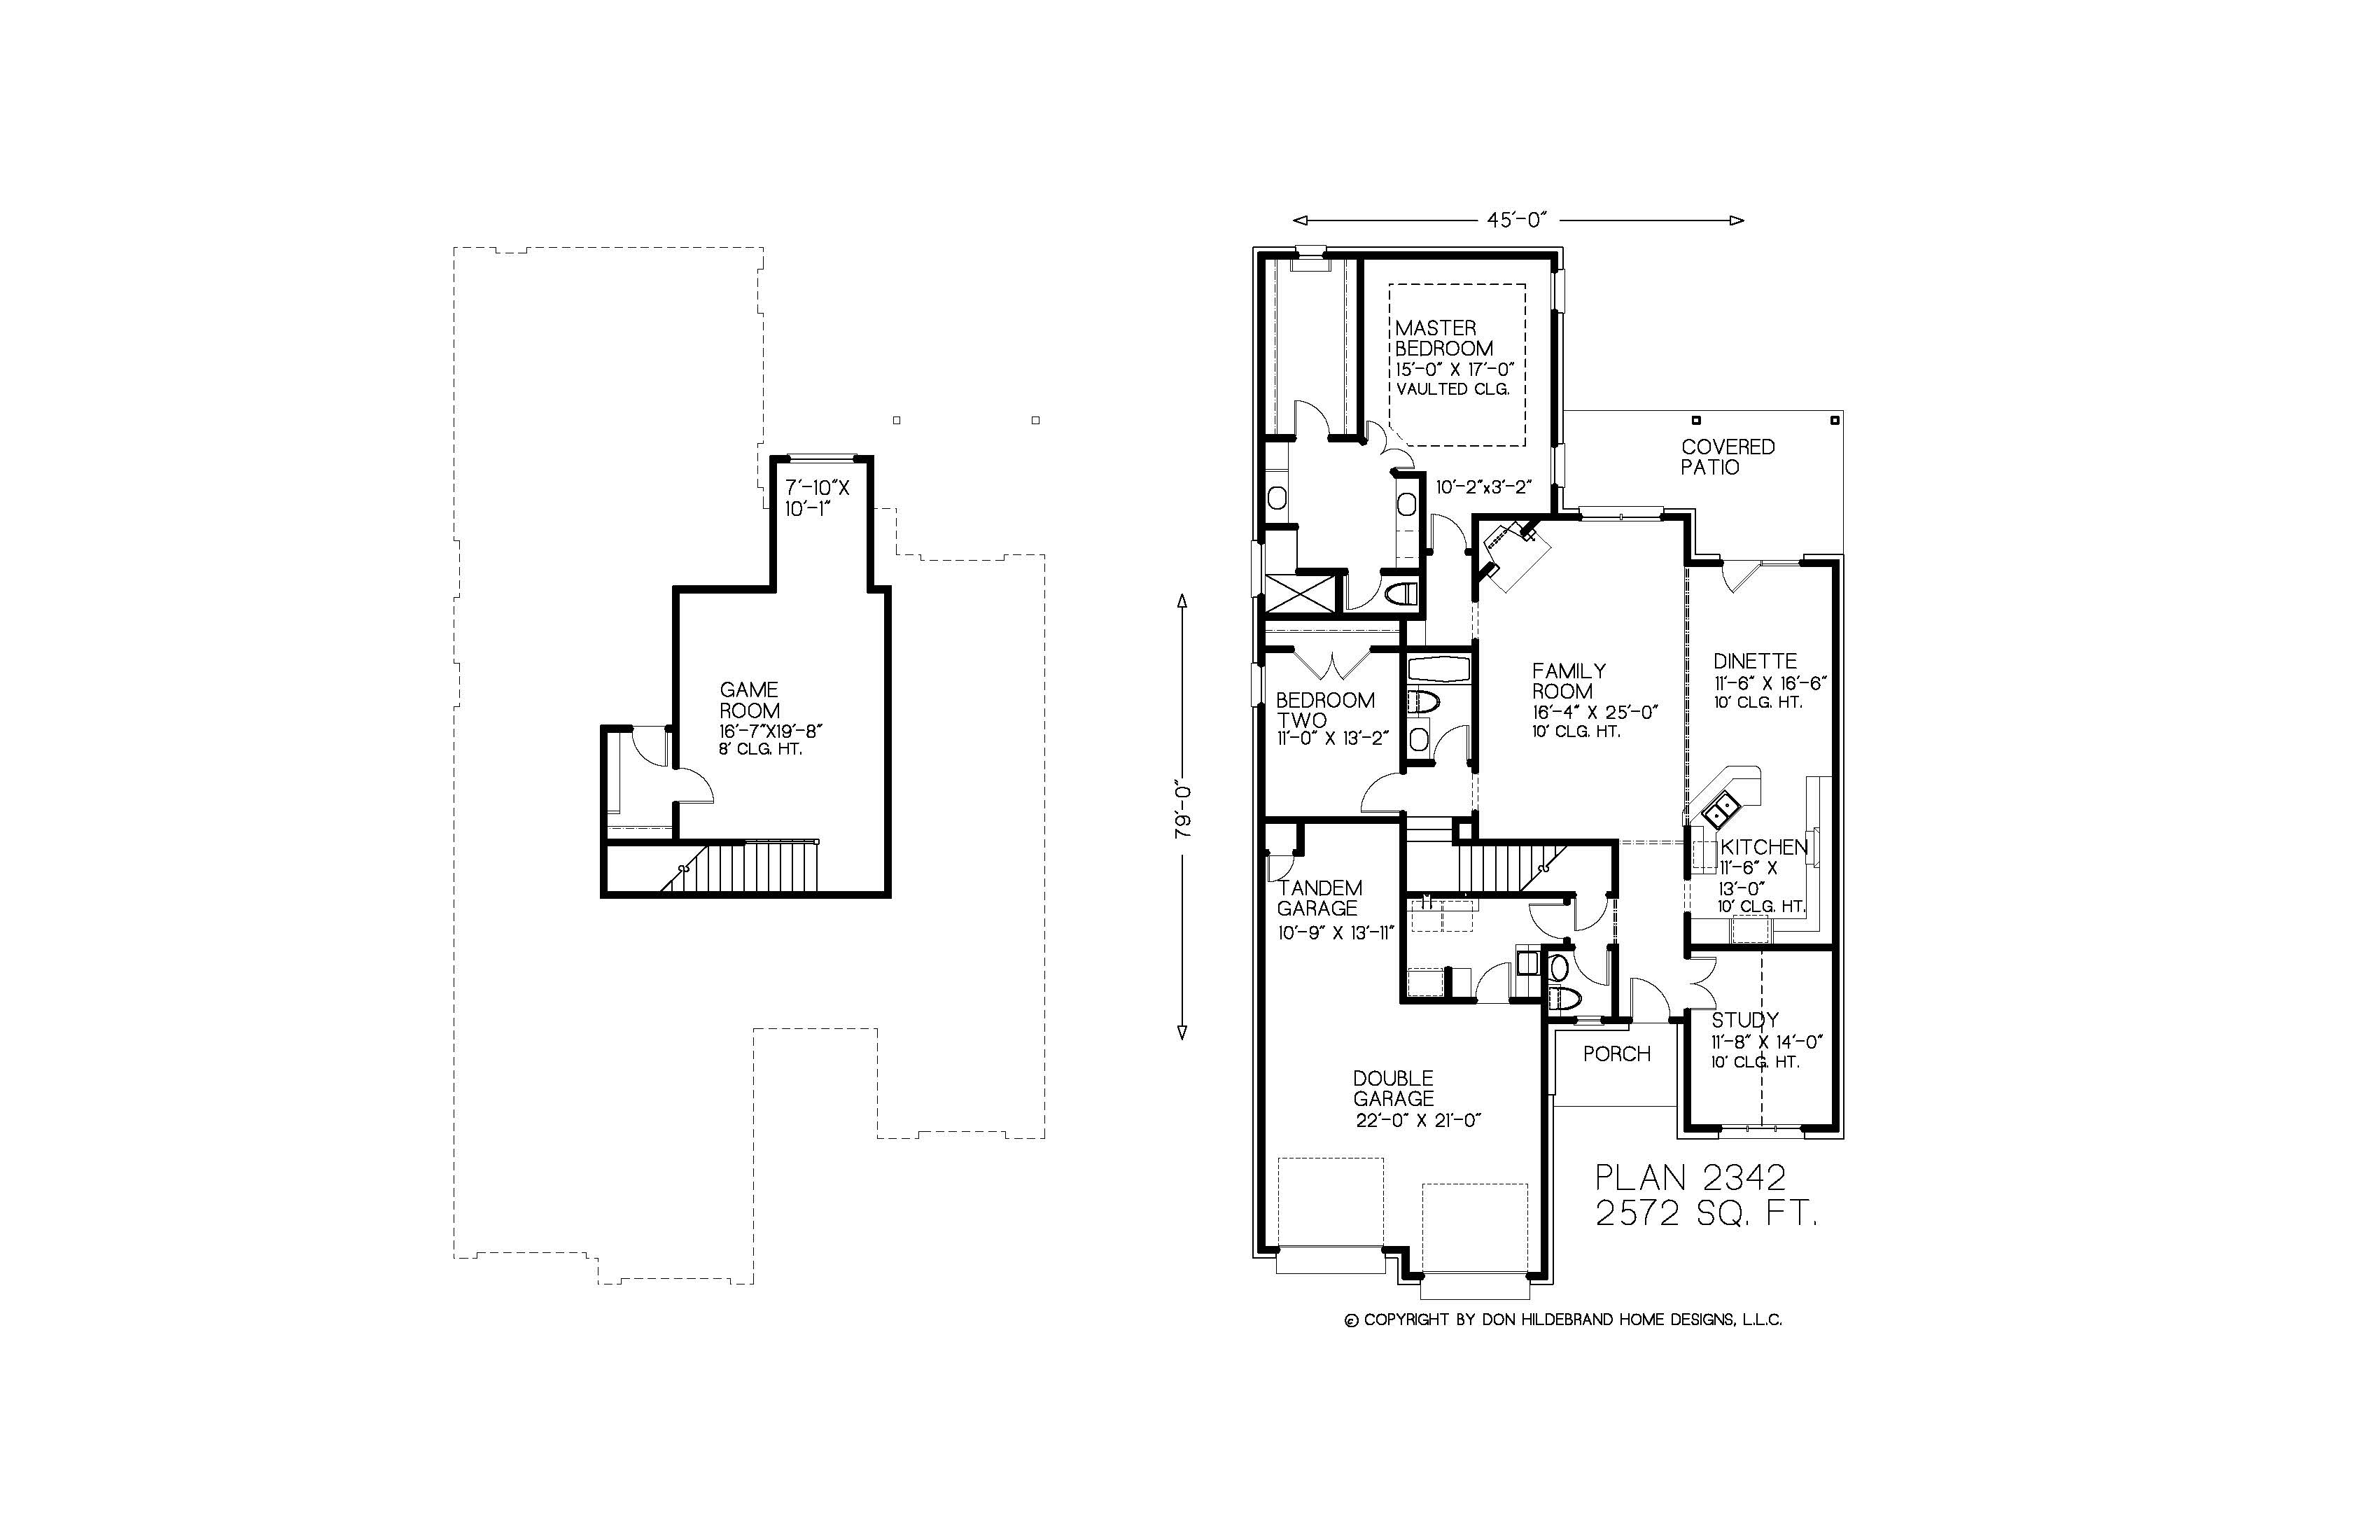 45'-0"
79'-0"
7'-10"X
10'-1"
GAME
ROOM
16'-7"X19'-8"
8' CLG. HT.
MASTER
BEDROOM
15'-0" X 17'-0"
VAULTED CLG.
10'-2"x3'-2"
COVERED
PATIO
FAMILY
ROOM
16'-4" X 25'-0"
10' CLG. HT.
DINETTE
11'-6" X 16'-6"
10' CLG. HT.
BEDROOM
TWO
11'-0" X 13'-2"
KITCHEN
11'-6" X
13'-0"
10' CLG. HT.
TANDEM
GARAGE
10'-9" X 13'-11"
STUDY
11'-8" X 14'-0"
10' CLG. HT.
PORCH
DOUBLE
GARAGE
22'-0" X 21'-0"
PLAN 2342
2572 SQ. FT.
© COPYRIGHT BY DON HILDEBRAND HOME DESIGNS, L.L.C.